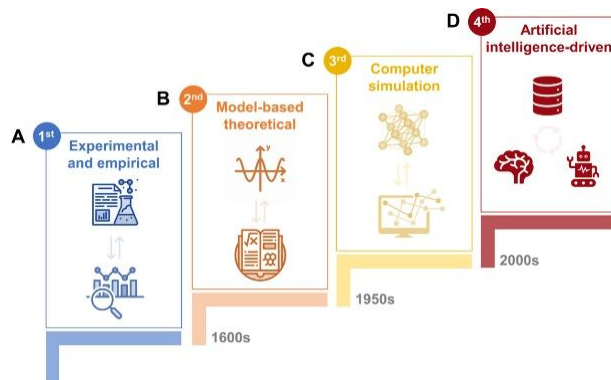 A
1st
Experimental
and empirical
B
2nd
Model-based
theoretical
y
x
1600s
C
3rd
Computer
simulation
1950s
D
4th
Artificial
intelligence-driven
2000s